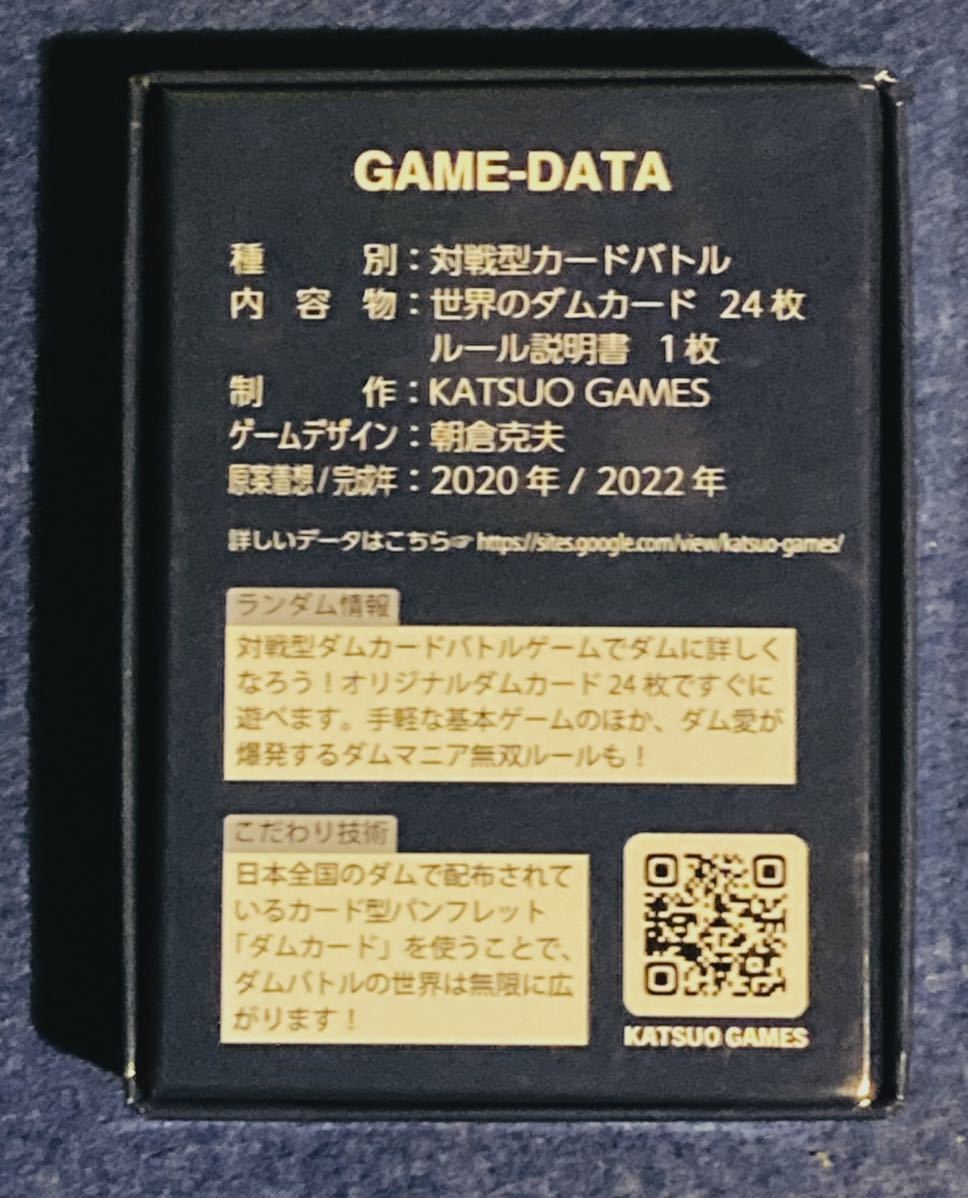 GAME-DATA
種別：対戦型カードバトル
内容物：世界のダムカード 24枚
ルール説明書 1枚
制作：KATSUO GAMES
ゲームデザイン：朝倉克夫
原案着想/完成年：2020年/2022年
詳しいデータはこちら☞https://sites.google.com/view/katsuo-games/
ランダム情報
対戦型ダムカードバトルゲームでダムに詳しく
なろう！オリジナルダムカード24枚ですぐに
遊べます。手軽な基本ゲームのほか、ダム愛が
爆発するダムマニア無双ルールも！
こだわり技術
日本全国のダムで配布されて
いるカード型パンフレット
「ダムカード」を使うことで、
ダムバトルの世界は無限に広
がります！
KATSUO GAMES